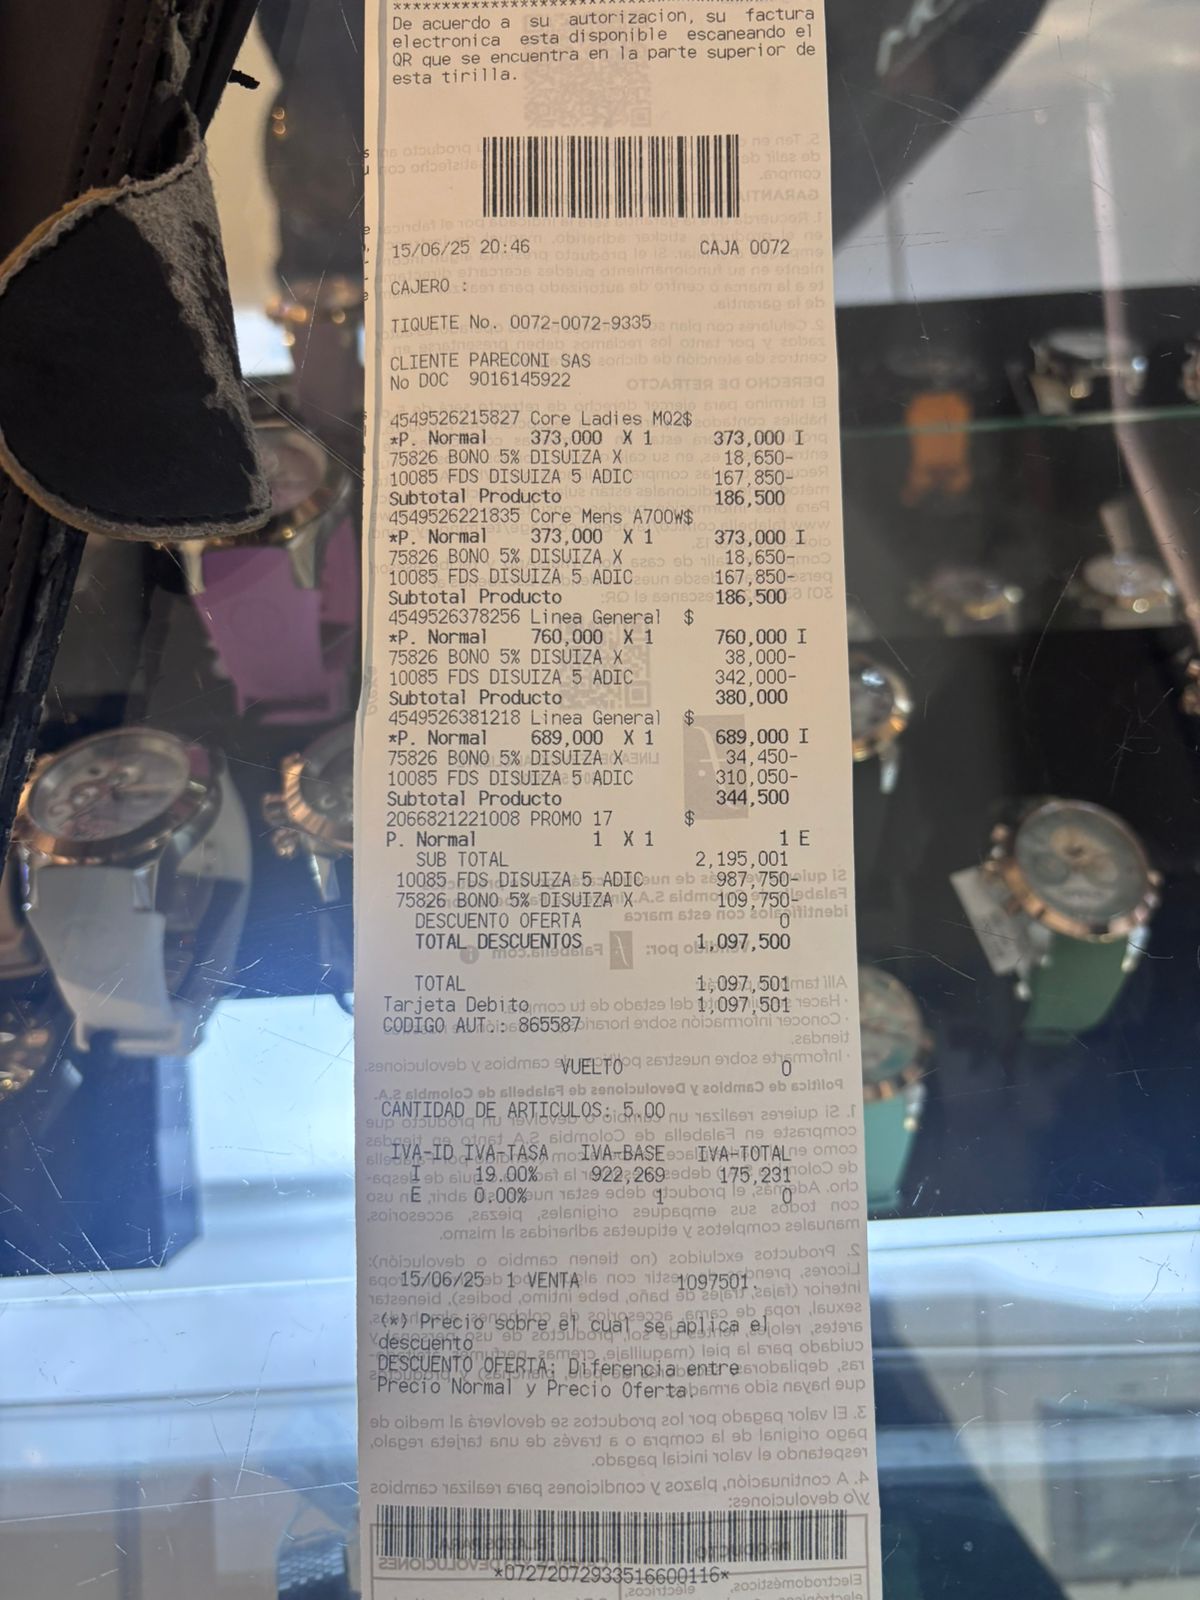 De acuerdo a su autorizacion, su factura
electronica esta disponible escaneando el
QR que se encuentra en la parte superior de
esta tirilla.
15/06/25 20:46 CAJA 0072
CAJERO :
TIQUETE No. 0072-0072-9335
CLIENTE PARECONI SAS
No DOC 9016145922
4549526215827 Core Ladies MQ2$
*P. Normal 373,000 X 1 373,000 I
75826 BONO 5% DISUIZA X 18,650-
10085 FDS DISUIZA 5 ADIC 167,850-
Subtotal Producto 186,500
4549526221835 Core Mens A700W$
*P. Normal 373,000 X 1 373,000 I
75826 BONO 5% DISUIZA X 18,650-
10085 FDS DISUIZA 5 ADIC 167,850-
Subtotal Producto 186,500
4549526378256 Linea General $
*P. Normal 760,000 X 1 760,000 I
75826 BONO 5% DISUIZA X 38,000-
10085 FDS DISUIZA 5 ADIC 342,000-
Subtotal Producto 380,000
4549526381218 Linea General $
*P. Normal 689,000 X 1 689,000 I
75826 BONO 5% DISUIZA X 34,450-
10085 FDS DISUIZA 5 ADIC 310,050-
Subtotal Producto 344,500
2066821221008 PROMO 17 $
P. Normal 1 X 1 1 E
SUB TOTAL 2,195,001
10085 FDS DISUIZA 5 ADIC 987,750-
75826 BONO 5% DISUIZA X 109,750-
DESCUENTO OFERTA 0
TOTAL DESCUENTOS 1,097,500
TOTAL 1,097,501
Tarjeta Debito 1,097,501
CODIGO AUT.: 865587
VUELTO 0
CANTIDAD DE ARTICULOS: 5.00
IVA-ID IVA-TASA IVA-BASE IVA-TOTAL
I 19.00% 922,269 175,231
E 0.00% 1 0
15/06/25 1 VENTA 1097501.
(*) Precio sobre el cual se aplica el
descuento
DESCUENTO OFERTA: Diferencia entre
Precio Normal y Precio Oferta.
*07272072933516600116*